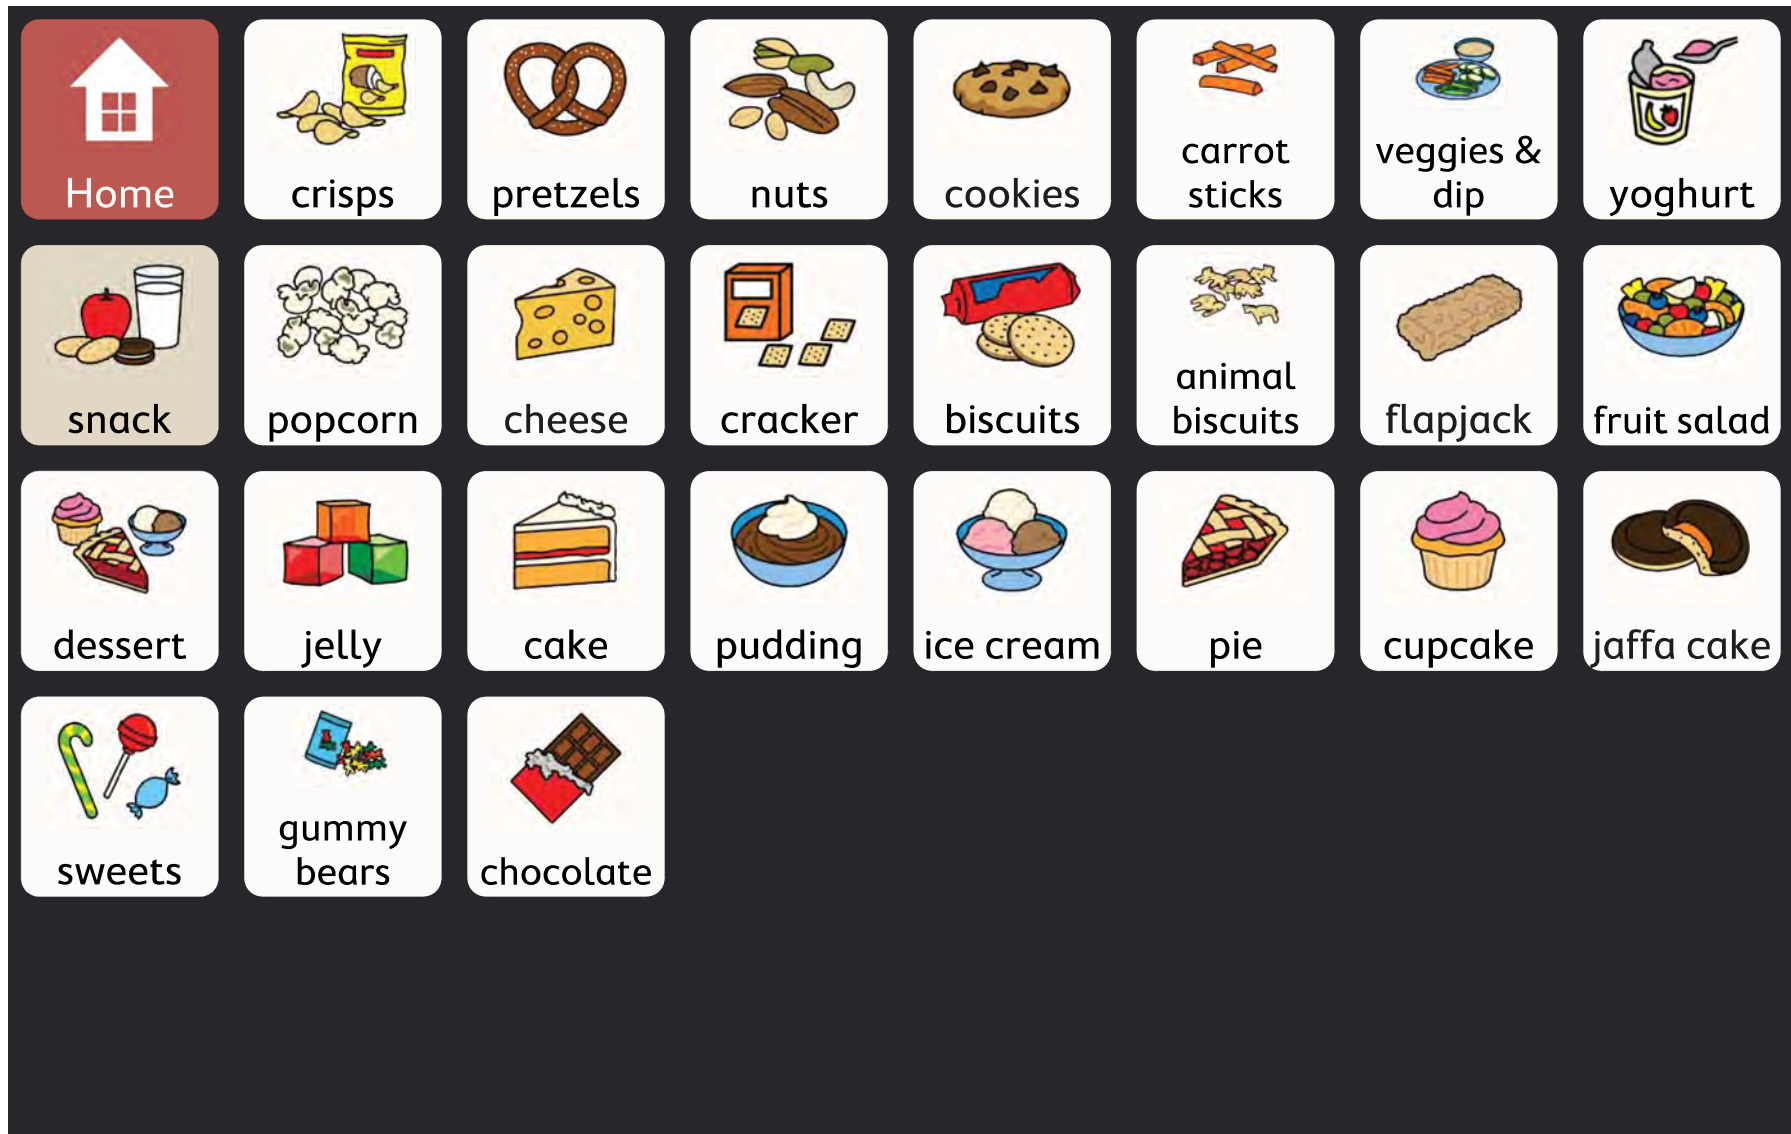 Home
crisps
pretzels
nuts
cookies
carrot
sticks
veggies &
dip
yoghurt
snack
popcorn
cheese
cracker
biscuits
animal
biscuits
flapjack
fruit salad
dessert
jelly
cake
pudding
ice cream
pie
cupcake
jaffa cake
sweets
gummy
bears
chocolate